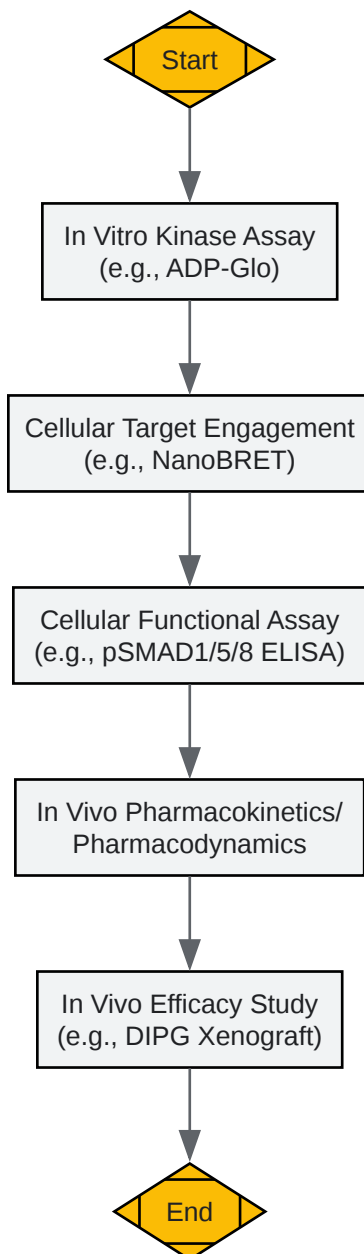 Start
In Vitro Kinase Assay
(e.g., ADP-Glo)
Cellular Target Engagement
(e.g., NanoBRET)
Cellular Functional Assay
(e.g., pSMAD1/5/8 ELISA)
In Vivo Pharmacokinetics/
Pharmacodynamics
In Vivo Efficacy Study
(e.g., DIPG Xenograft)
End